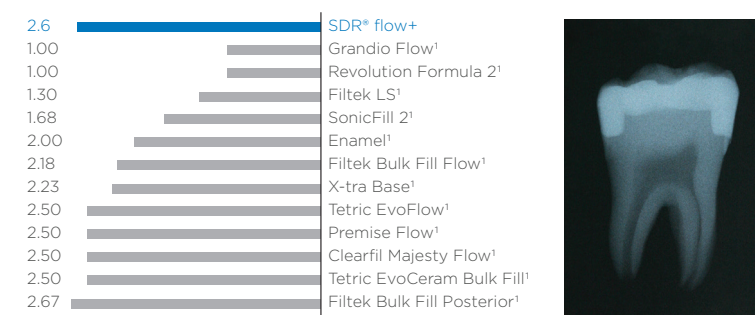 2.6 SDR® flow+
1.00 Grandio Flow¹
1.00 Revolution Formula 2¹
1.30 Filtek LS¹
1.68 SonicFill 2¹
2.00 Enamel¹
2.18 Filtek Bulk Fill Flow¹
2.23 X-tra Base¹
2.50 Tetric EvoFlow¹
2.50 Premise Flow¹
2.50 Clearfil Majesty Flow¹
2.50 Tetric EvoCeram Bulk Fill¹
2.67 Filtek Bulk Fill Posterior¹